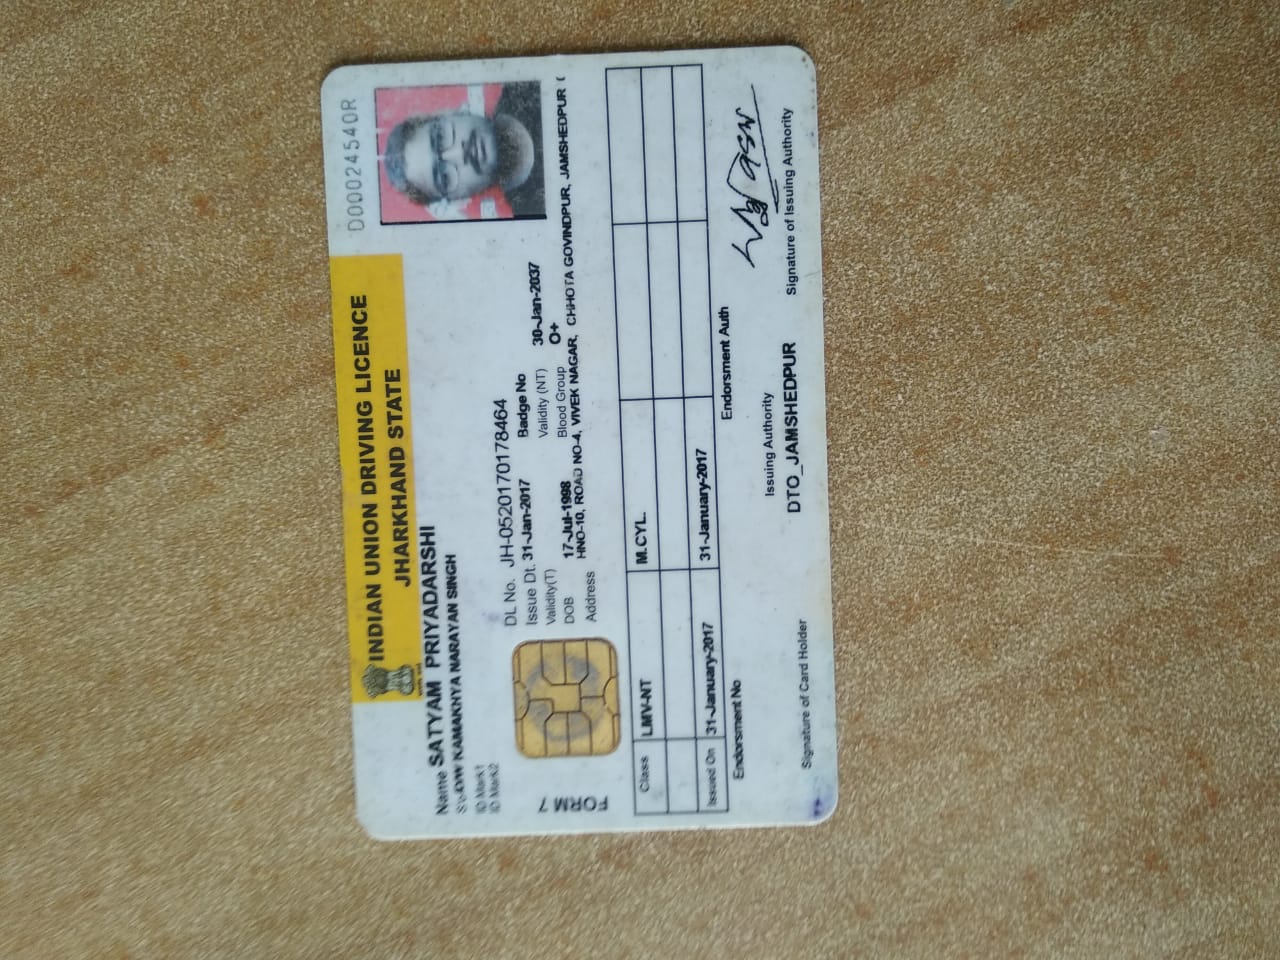 D00024540R
INDIAN UNION DRIVING LICENCE
JHARKHAND STATE
Name SATYAM PRIYADARSHI
S/o-D/W KAMAKHYA NARAYAN SINGH
ID Mark1
ID Mark2
DL No. JH-0520170178464
Issue Dt. 31-Jan-2017 Badge No
Validity(T) Validity (NT) 30-Jan-2037
DOB 17-Jul-1998 Blood Group O+
Address HNO-10, ROAD NO-4, VIVEK NAGAR, CHHOTA GOVINDPUR, JAMSHEDPUR (
FORM 7
Class LMV-NT M.CYL.
Issued On 31-January-2017 31-January-2017
Endorsment No Endorsment Auth
Issuing Authority
DTO_JAMSHEDPUR
Signature of Card Holder Signature of Issuing Authority